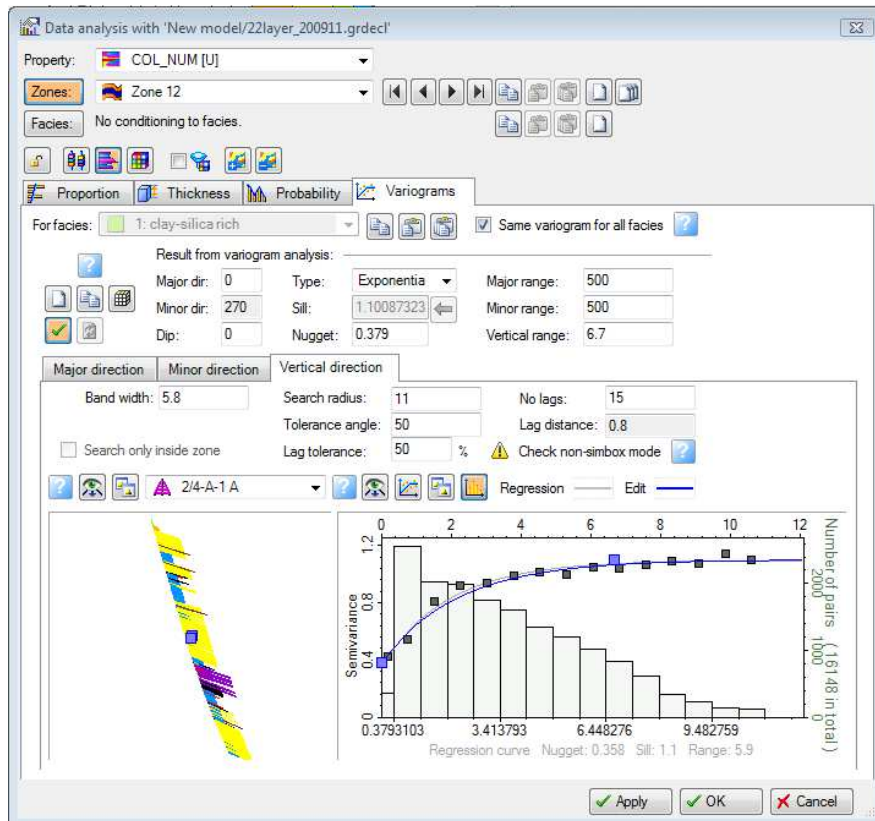 Data analysis with 'New model/22layer_200911.grdecl'
Property: COL_NUM [U]
Zones: Zone 12
Facies: No conditioning to facies.
Proportion Thickness Probability Variograms
For facies: 1: clay-silica rich Same variogram for all facies ?
Result from variogram analysis:
? Major dir: 0 Type: Exponentia Major range: 500
Minor dir: 270 Sill: 1.10087323 Minor range: 500
Dip: 0 Nugget: 0.379 Vertical range: 6.7
Major direction Minor direction Vertical direction
Band width: 5.8 Search radius: 11 No lags: 15
Tolerance angle: 50 Lag distance: 0.8
Search only inside zone Lag tolerance: 50 % Check non-simbox mode ?
? 2/4-A-1 A ? Regression Edit
0 2 4 6 8 10 12
Semivariance
0 0.4 0.8 1.2
Number of pairs (16148 in total)
0 1000 2000
0.3793103 3.413793 6.448276 9.482759
Regression curve Nugget: 0.358 Sill: 1.1 Range: 5.9
Apply OK Cancel